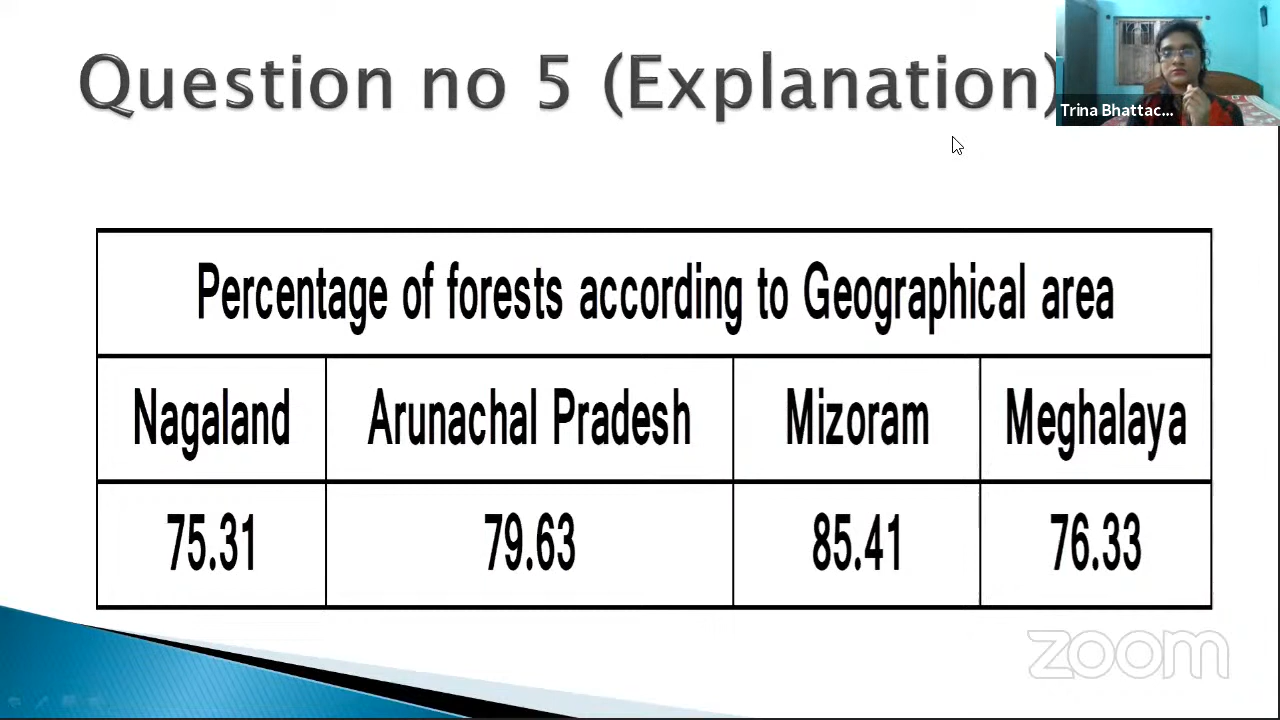 Question no 5 (Explanation)
Trina Bhattac...
Percentage of forests according to Geographical area
Nagaland Arunachal Pradesh Mizoram Meghalaya
75.31 79.63 85.41 76.33
zoom